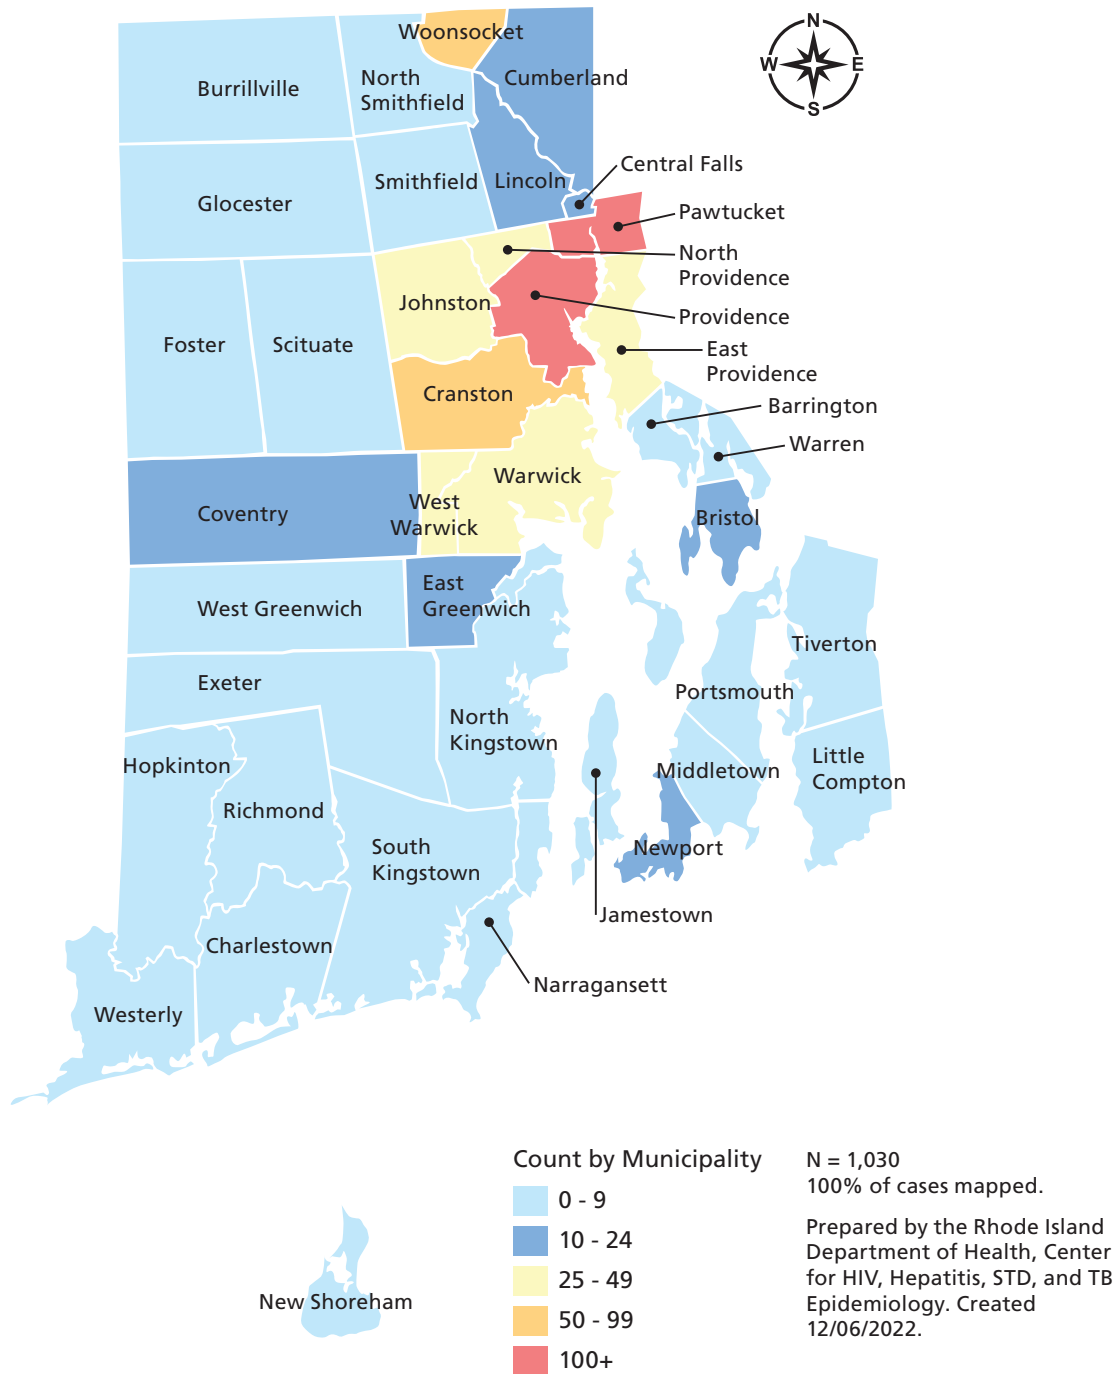 N
W
E
S
Woonsocket
Burrillville
North
Smithfield
Cumberland
Central Falls
Smithfield
Lincoln
Glocester
Pawtucket
North
Providence
Johnston
Providence
Foster
Scituate
East
Providence
Cranston
Barrington
Warren
Warwick
Coventry
West
Warwick
Bristol
East
Greenwich
West Greenwich
Tiverton
Exeter
Portsmouth
North
Kingstown
Hopkinton
Middletown
Little
Compton
Richmond
South
Kingstown
Newport
Jamestown
Charlestown
Narragansett
Westerly
New Shoreham
Count by Municipality
0 - 9
10 - 24
25 - 49
50 - 99
100+
N = 1,030
100% of cases mapped.
Prepared by the Rhode Island
Department of Health, Center
for HIV, Hepatitis, STD, and TB
Epidemiology. Created
12/06/2022.